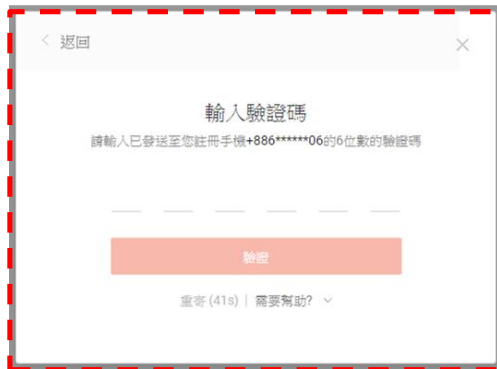 返回
輸入驗證碼
請輸入已發送至您註冊手機+886******06的6位數的驗證碼
驗證
重寄 (41s) | 需要幫助?